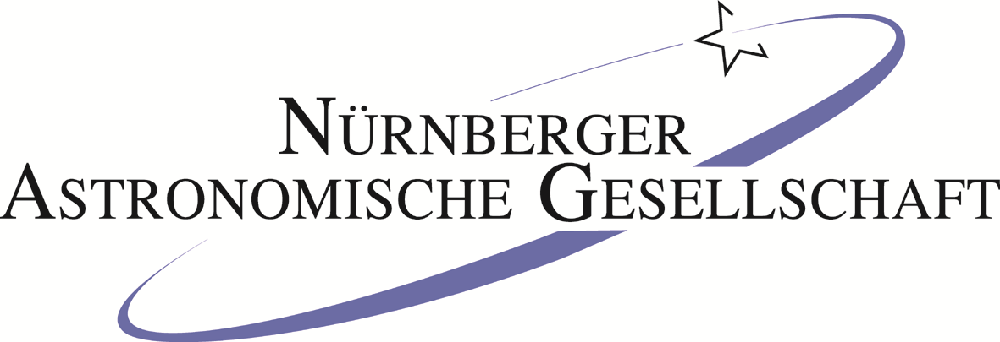 NÜRNBERGER
ASTRONOMISCHE GESELLSCHAFT